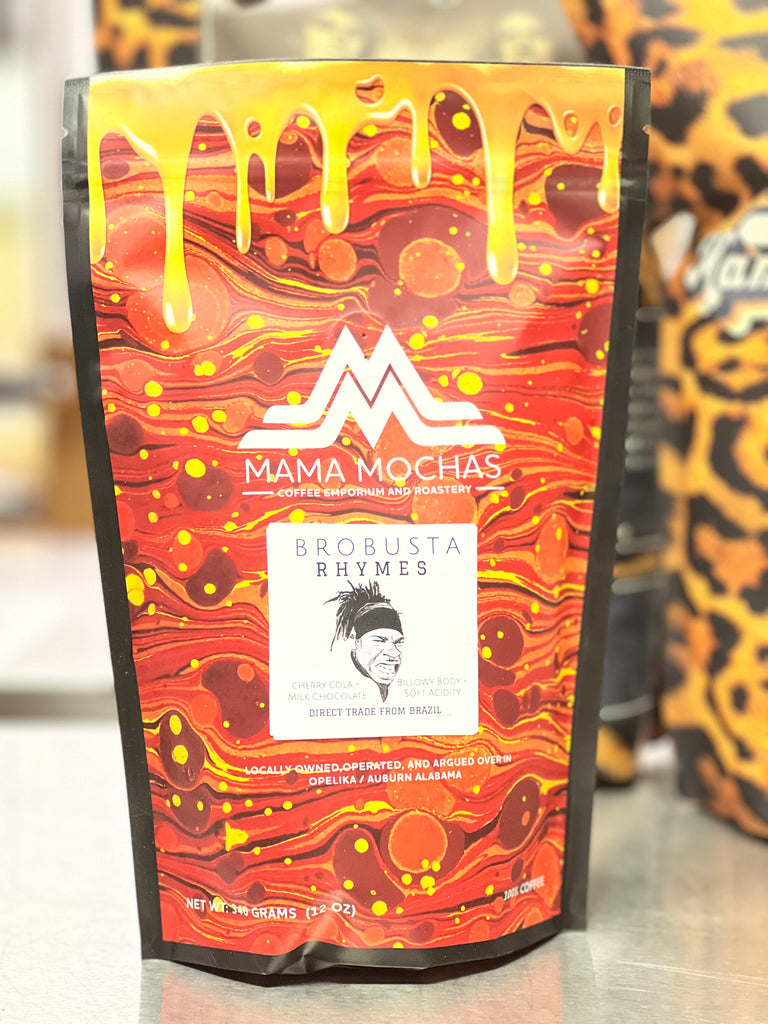 MAMA MOCHAS
COFFEE EMPORIUM AND ROASTERY
BROBUSTA
RHYMES
CHERRY COLA •
MILK CHOCOLATE
BILLOWY BODY •
SOFT ACIDITY
DIRECT TRADE FROM BRAZIL
LOCALLY OWNED,OPERATED, AND ARGUED OVER IN
OPELIKA / AUBURN ALABAMA
NET WT: 340 GRAMS (12 OZ)
100% COFFEE